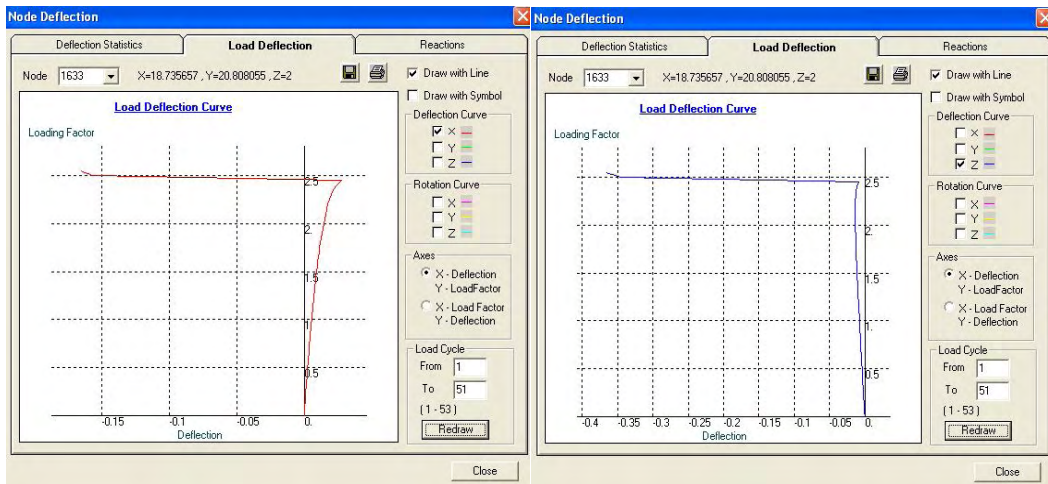 Node Deflection
Deflection Statistics
Load Deflection
Reactions
Node 1633 X=18.735657 , Y=20.808055 , Z=2
Draw with Line
Draw with Symbol
Load Deflection Curve
Loading Factor
2.5
2.
1.5
1.
0.5
-0.15 -0.1 -0.05 0.
Deflection
Deflection Curve
X
Y
Z
Rotation Curve
X
Y
Z
Axes
X - Deflection
Y - LoadFactor
X - Load Factor
Y - Deflection
Load Cycle
From 1
To 51
( 1 - 53 )
Redraw
Close
Node Deflection
Deflection Statistics
Load Deflection
Reactions
Node 1633 X=18.735657 , Y=20.808055 , Z=2
Draw with Line
Draw with Symbol
Load Deflection Curve
Loading Factor
2.5
2.
1.5
1.
0.5
-0.4 -0.35 -0.3 -0.25 -0.2 -0.15 -0.1 -0.05 0.
Deflection
Deflection Curve
X
Y
Z
Rotation Curve
X
Y
Z
Axes
X - Deflection
Y - LoadFactor
X - Load Factor
Y - Deflection
Load Cycle
From 1
To 51
( 1 - 53 )
Redraw
Close